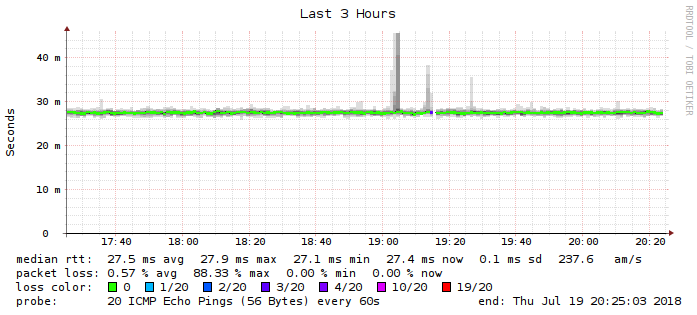 Last 3 Hours
RRDTOOL / TOBI OETIKER
Seconds
40 m
30 m
20 m
10 m
0
17:40 18:00 18:20 18:40 19:00 19:20 19:40 20:00 20:20
median rtt: 27.5 ms avg 27.9 ms max 27.1 ms min 27.4 ms now 0.1 ms sd 237.6 am/s
packet loss: 0.57 % avg 88.33 % max 0.00 % min 0.00 % now
loss color: 0 1/20 2/20 3/20 4/20 10/20 19/20
probe: 20 ICMP Echo Pings (56 Bytes) every 60s end: Thu Jul 19 20:25:03 2018